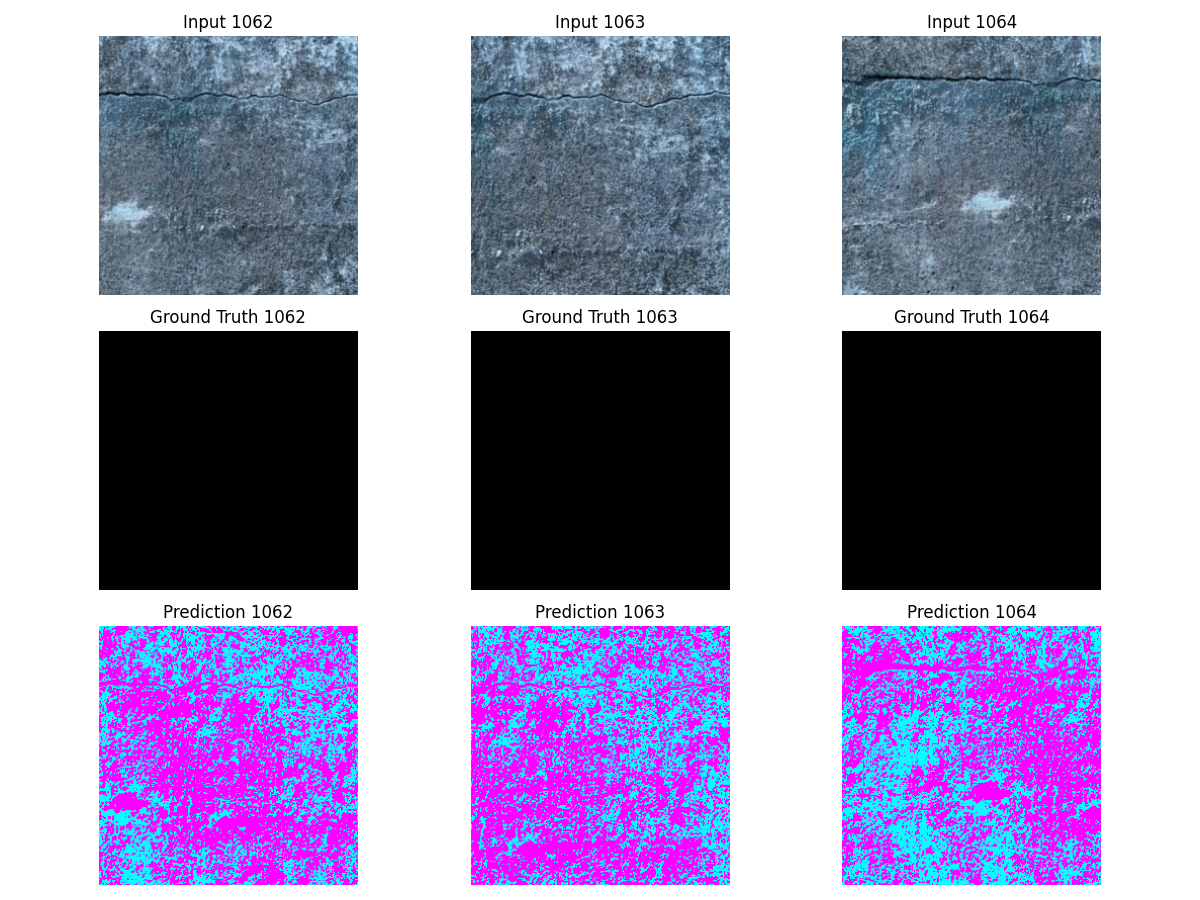 Input 1062
Input 1063
Input 1064
Ground Truth 1062
Ground Truth 1063
Ground Truth 1064
Prediction 1062
Prediction 1063
Prediction 1064